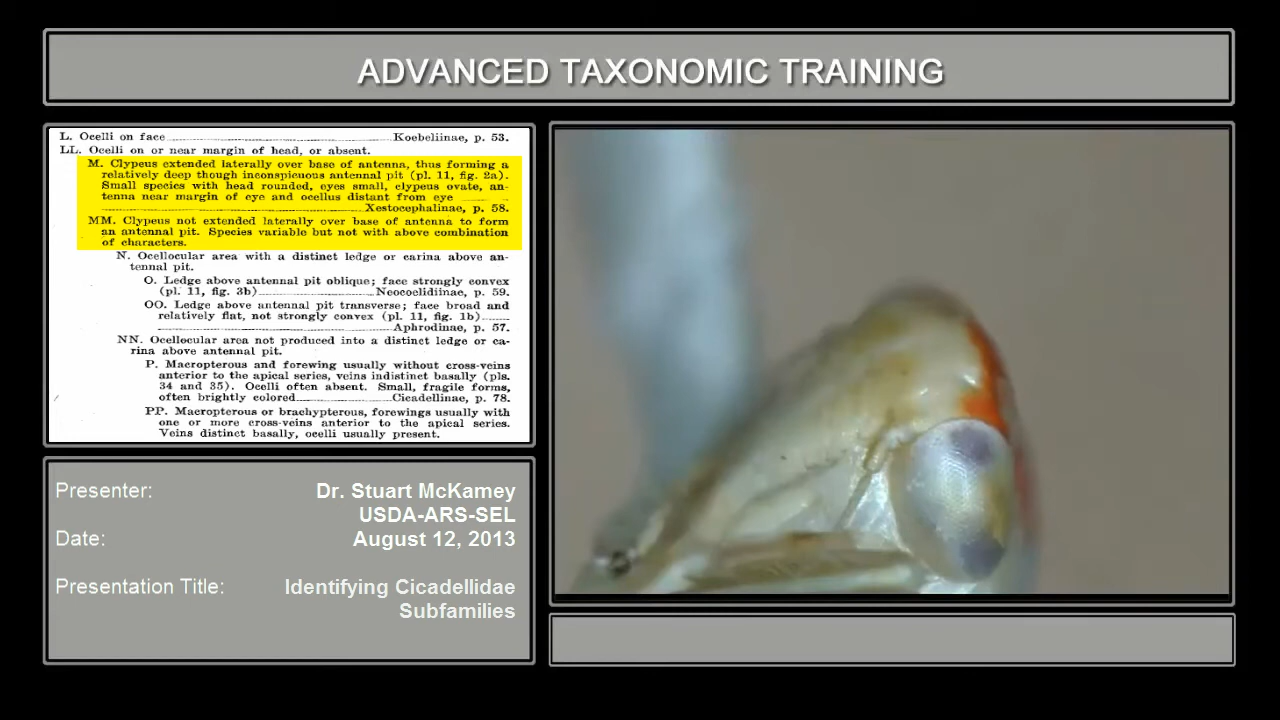 ADVANCED TAXONOMIC TRAINING
L. Ocelli on face Koebeliinae, p. 53.
LL. Ocelli on or near margin of head, or absent.
M. Clypeus extended laterally over base of antenna, thus forming a
relatively deep though inconspicuous antennal pit (pl. 11, fig. 2a).
Small species with head rounded, eyes small, clypeus ovate, an-
tenna near margin of eye and ocellus distant from eye
Xestocephalinae, p. 58.
MM. Clypeus not extended laterally over base of antenna to form
an antennal pit. Species variable but not with above combination
of characters.
N. Ocellocular area with a distinct ledge or carina above an-
tennal pit.
O. Ledge above antennal pit oblique; face strongly convex
(pl. 11, fig. 3b) Neocoelidiinae, p. 59.
OO. Ledge above antennal pit transverse; face broad and
relatively flat, not strongly convex (pl. 11, fig. 1b)
Aphrodinae, p. 57.
NN. Ocellocular area not produced into a distinct ledge or ca-
rina above antennal pit.
P. Macropterous and forewing usually without cross-veins
anterior to the apical series, veins indistinct basally (pls.
34 and 35). Ocelli often absent. Small, fragile forms,
often brightly colored Cicadellinae, p. 78.
PP. Macropterous or brachypterous, forewings usually with
one or more cross-veins anterior to the apical series.
Veins distinct basally, ocelli usually present.
Presenter: Dr. Stuart McKamey
USDA-ARS-SEL
Date: August 12, 2013
Presentation Title: Identifying Cicadellidae
Subfamilies